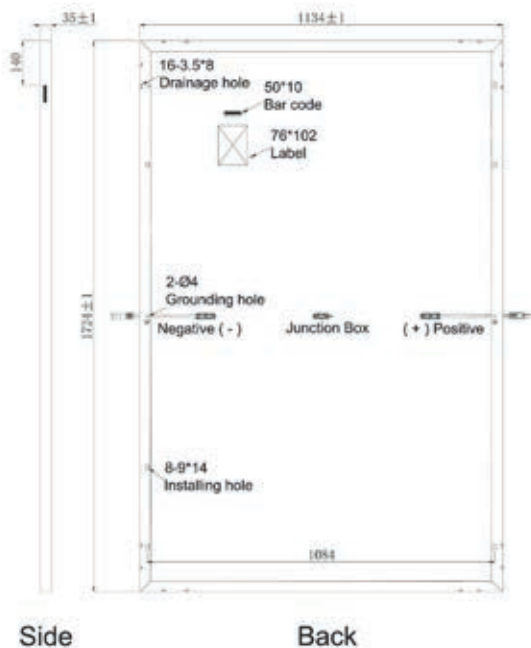 35±1
1134±1
140
16-3.5*8
Drainage hole
50*10
Bar code
76*102
Label
1724±1
2-Ø4
Grounding hole
Negative ( - )
Junction Box
( + ) Positive
8-9*14
Installing hole
1084
Side
Back